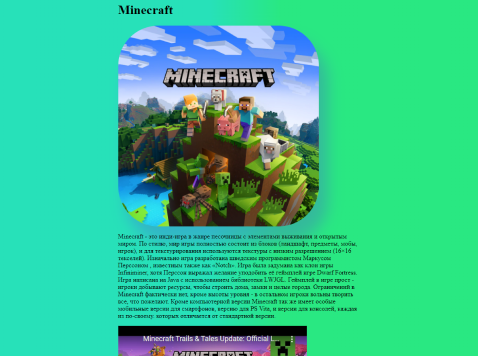 Minecraft
MINECRAFT
Minecraft - это инди-игра в жанре песочницы с элементами выживания и открытым
миром. По стилю, мир игры полностью состоит из блоков (ландшафт, предметы, мобы,
игрок), и для текстурирования используются текстуры с низким разрешением (16×16
текселей). Изначально игра разработана шведским программистом Маркусом
Перссоном , известным также как «Notch». Игра была задумана как клон игры
Infiniminer, хотя Перссон выражал желание уподобить её геймплей игре Dwarf Fortress.
Игра написана на Java с использованием библиотеки LWJGL. Геймплей в игре прост -
игроки добывают ресурсы, чтобы строить дома, замки и целые города. Ограничений в
Minecraft фактически нет, кроме высоты уровня - в остальном игроки вольны творить
все, что пожелают. Кроме компьютерной версии Minecraft так же имеет особые
мобильные версии для смартфонов, версию для PS Vita, и версии для консолей, каждая
из по-своему: которых отличается от стандартной версии.
Minecraft Trails & Tales Update: Official L...